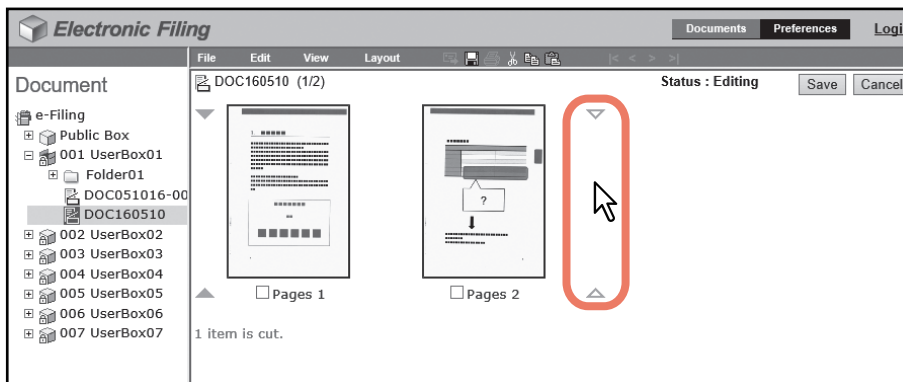 Electronic Filing
Documents Preferences Logi
File Edit View Layout |< < > >|
Document
DOC160510 (1/2) Status : Editing Save Cancel
e-Filing
Public Box
001 UserBox01
Folder01
DOC051016-00
DOC160510
002 UserBox02
003 UserBox03
004 UserBox04
005 UserBox05
006 UserBox06
007 UserBox07
1.
?
Pages 1 Pages 2
1 item is cut.